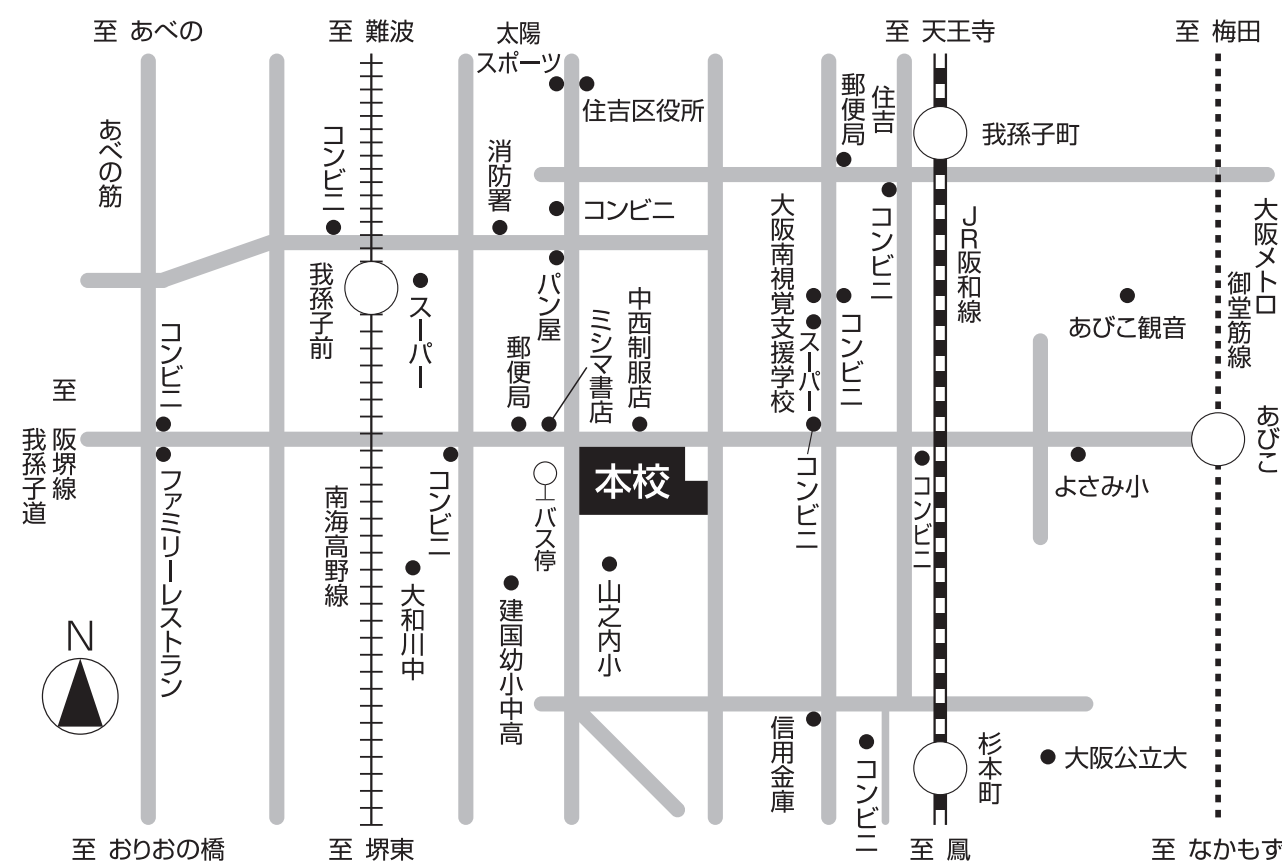 至 あべの
至 難波
太陽
スポーツ
至 天王寺
至 梅田
住吉区役所
住吉
郵便局
我孫子町
あべの筋
コンビニ
消防署
コンビニ
大阪南視覚支援学校
コンビニ
JR阪和線
大阪メトロ
御堂筋線
我孫子前
スーパー
パン屋
ミシマ書店
中西制服店
郵便局
スーパー
コンビニ
あびこ観音
コンビニ
至
阪堺線
我孫子道
あびこ
ファミリーレストラン
南海高野線
コンビニ
バス停
本校
コンビニ
コンビニ
よさみ小
大和川中
建国幼小中高
山之内小
N
信用金庫
コンビニ
杉本町
大阪公立大
至 おりおの橋
至 堺東
至 鳳
至 なかもず